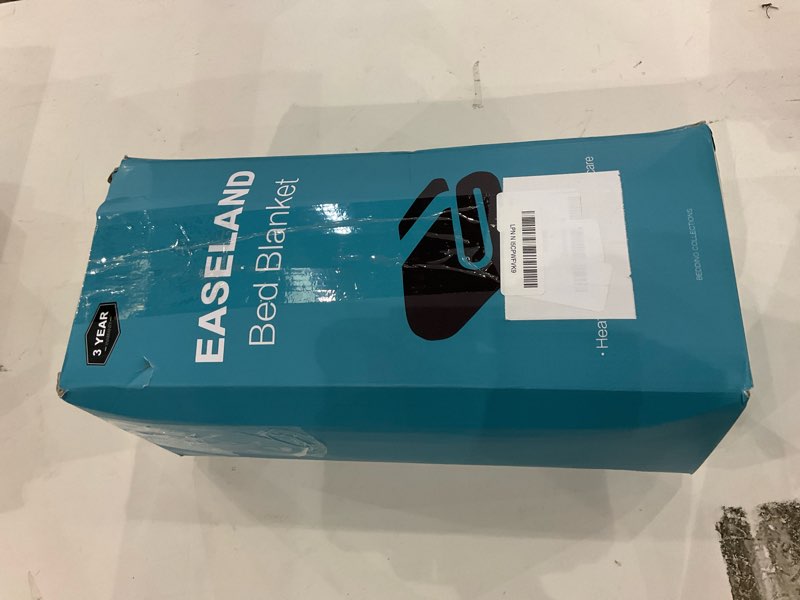 EASELAND
Bed Blanket
3 YEAR
LPN N
care
• Hea
BEDDING COLLECTIONS